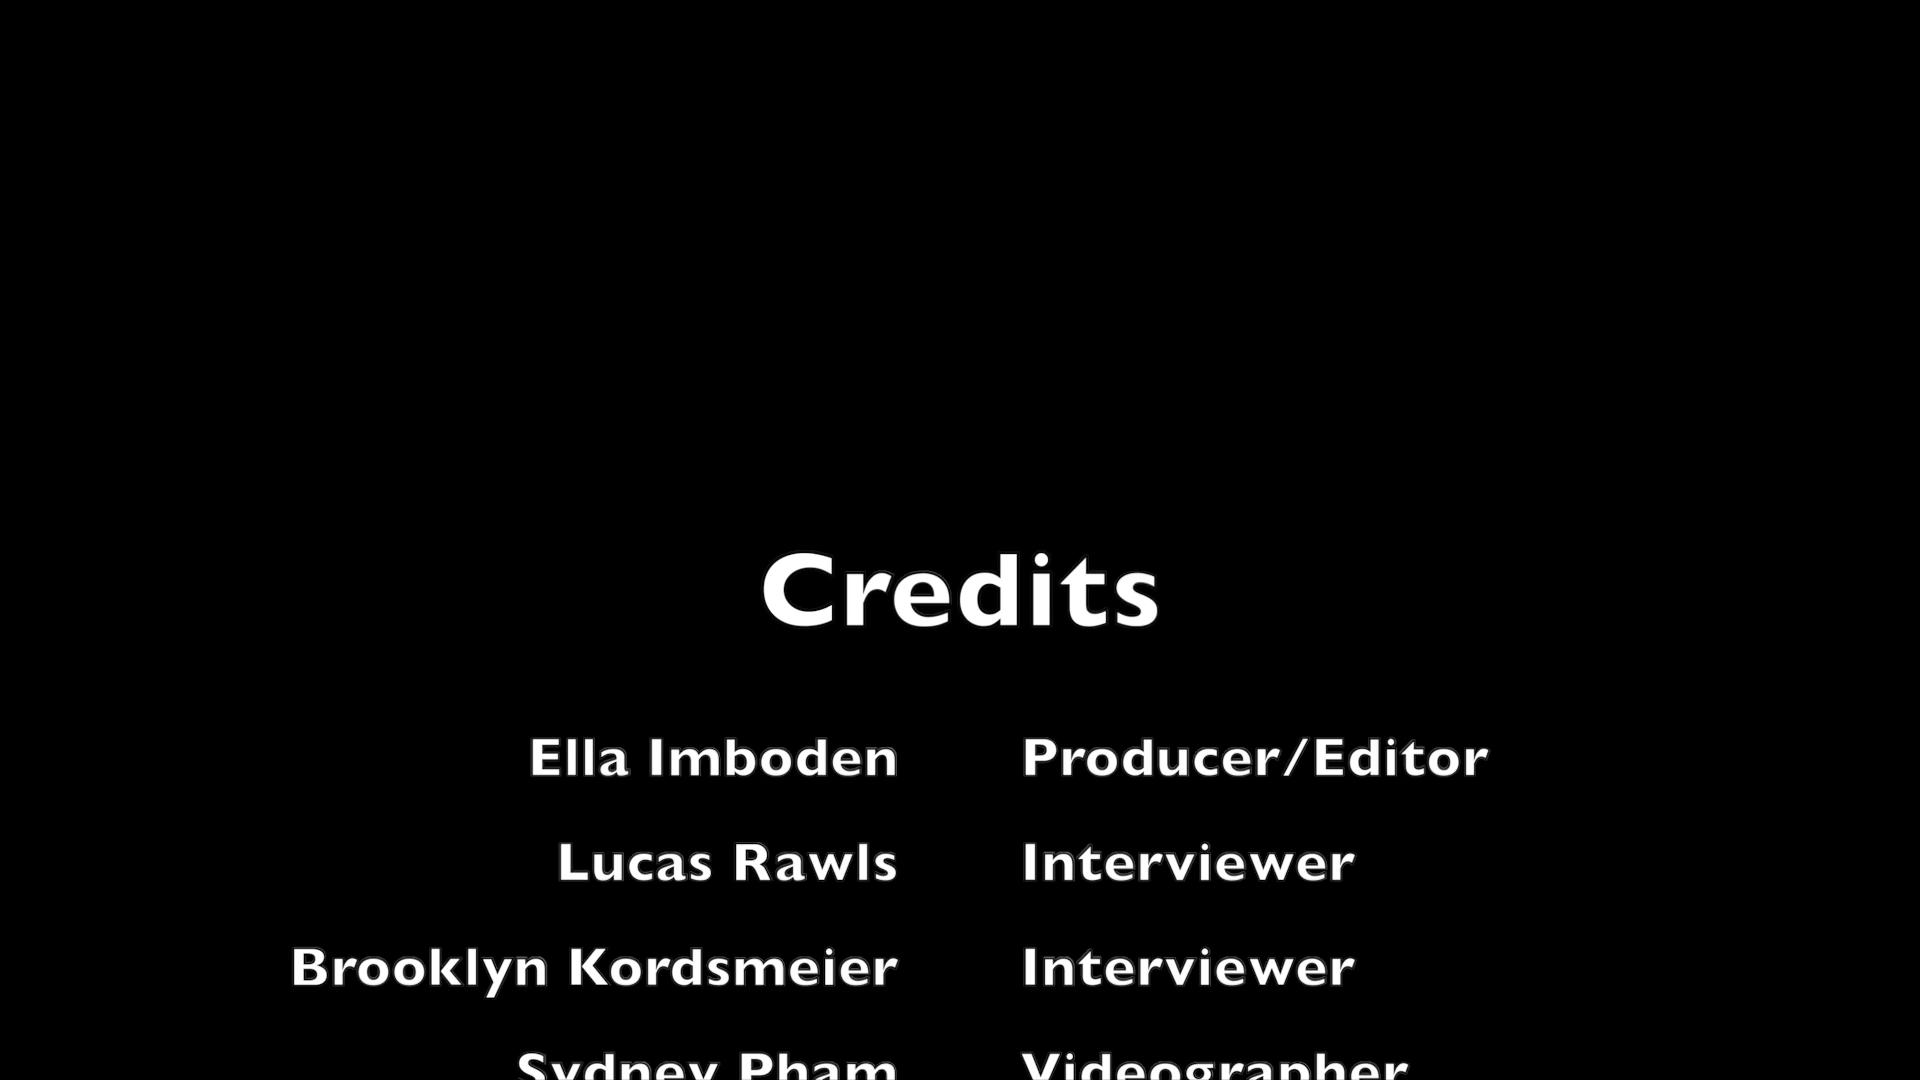 Credits
Ella Imboden Producer/Editor
Lucas Rawls Interviewer
Brooklyn Kordsmeier Interviewer
Sydney Pham Videographer